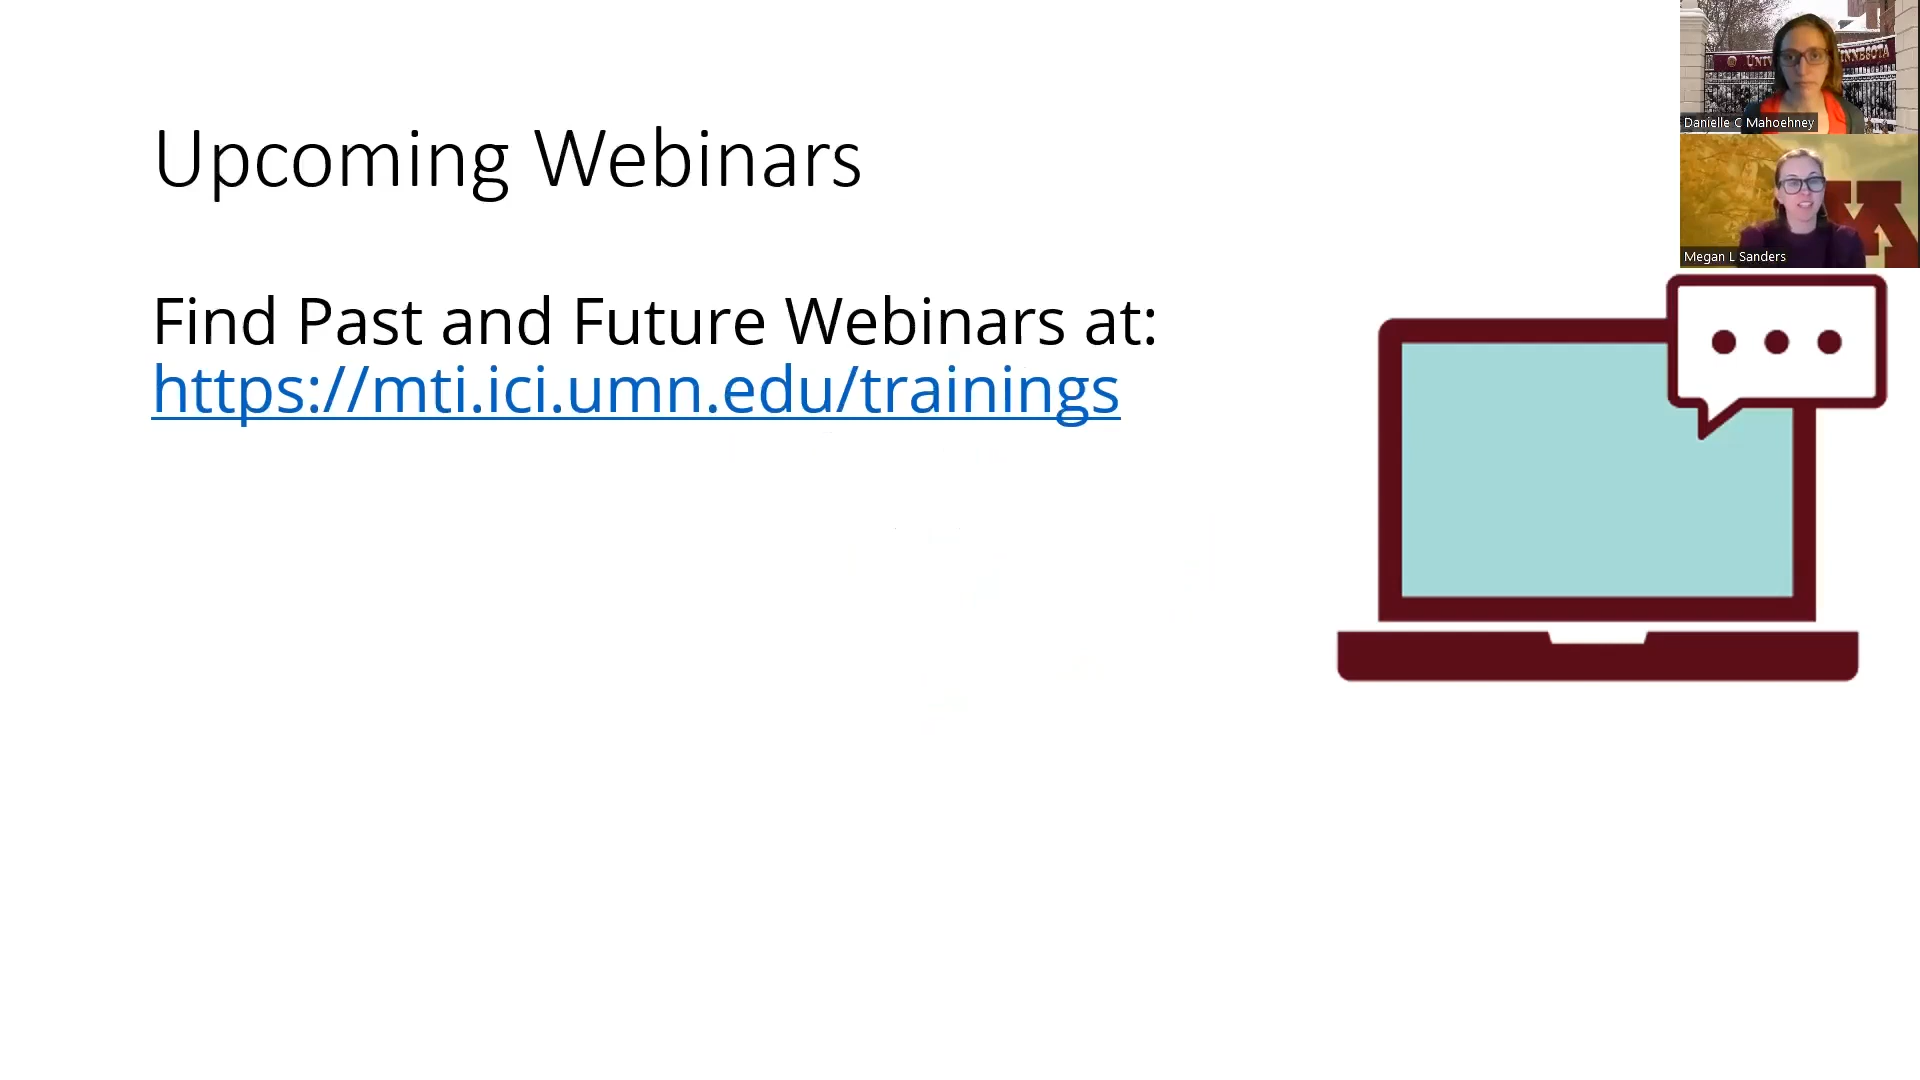 Upcoming Webinars
Find Past and Future Webinars at:
https://mti.ici.umn.edu/trainings
Danielle C Mahoehney
Megan L Sanders